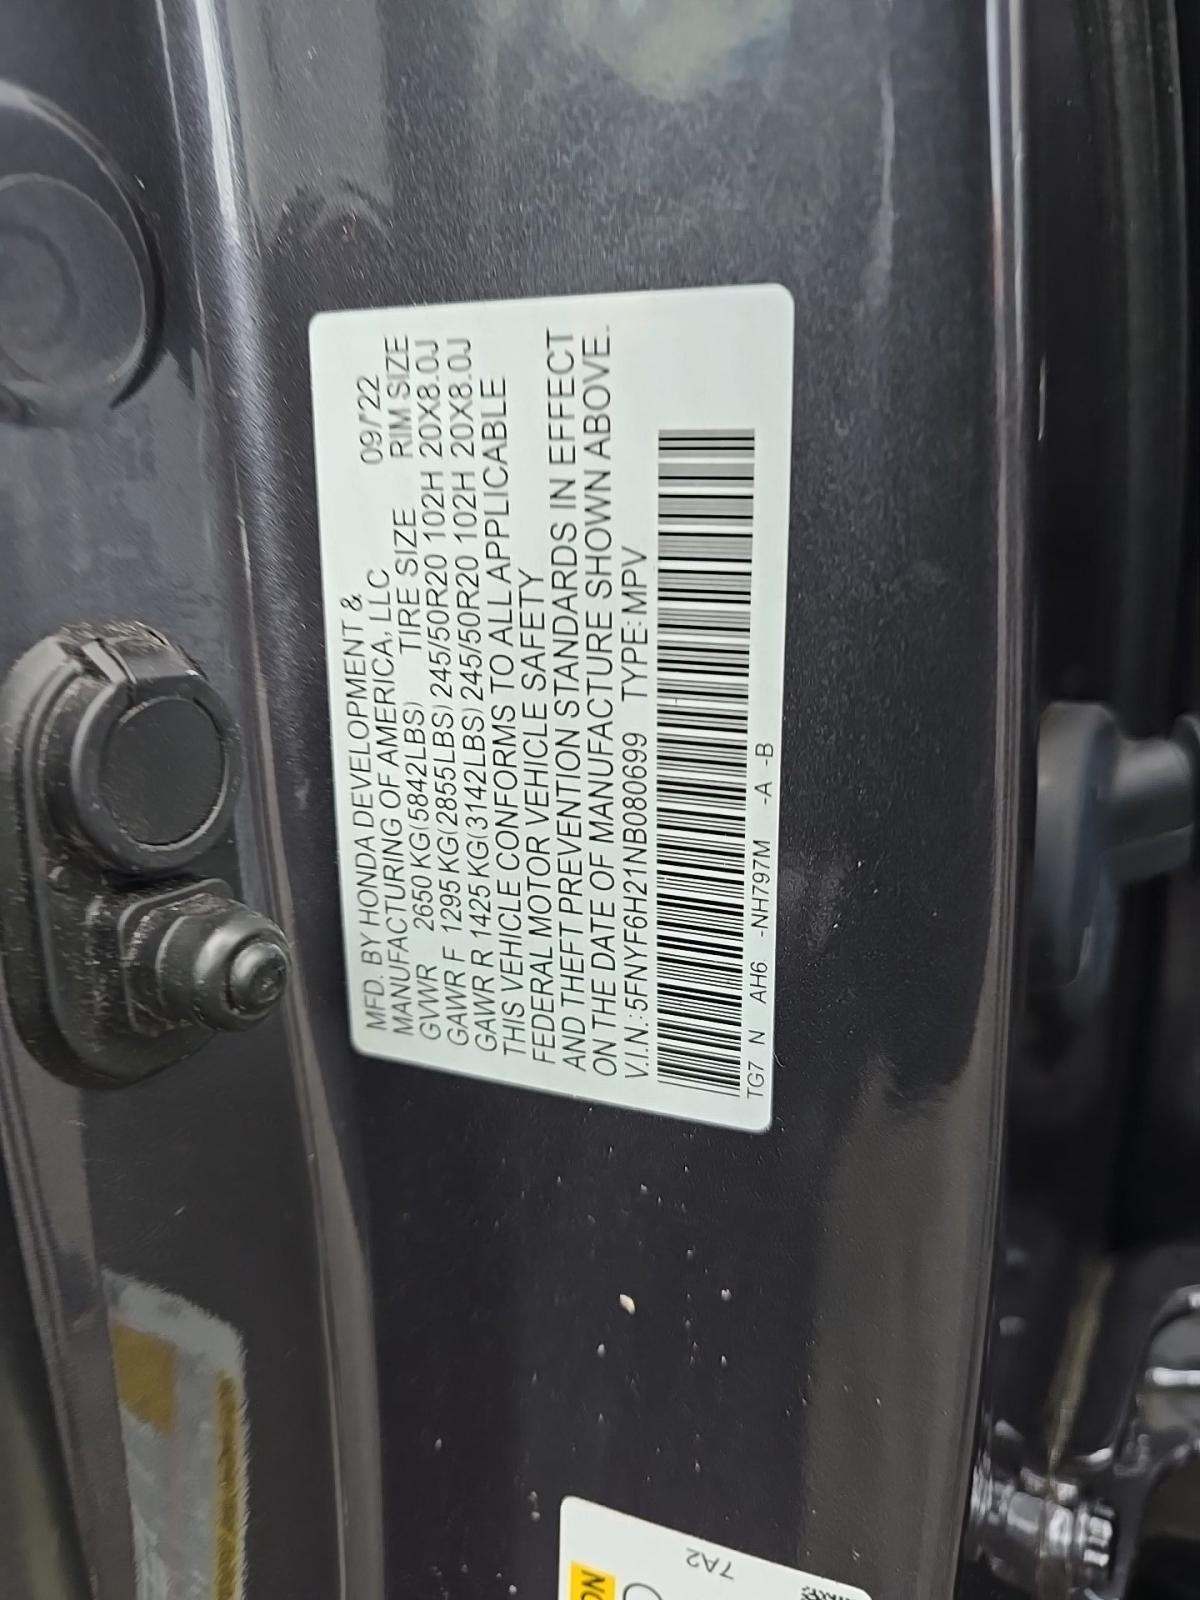 MFD. BY HONDA DEVELOPMENT &
MANUFACTURING OF AMERICA, LLC 09/'22
GVWR 2650 KG(5842LBS) TIRE SIZE RIM SIZE
GAWR F 1295 KG(2855LBS) 245/50R20 102H 20X8.0J
GAWR R 1425 KG(3142LBS) 245/50R20 102H 20X8.0J
THIS VEHICLE CONFORMS TO ALL APPLICABLE
FEDERAL MOTOR VEHICLE SAFETY
AND THEFT PREVENTION STANDARDS IN EFFECT
ON THE DATE OF MANUFACTURE SHOWN ABOVE.
V.I.N.: 5FNYF6H21NB080699 TYPE: MPV
TG7 N AH6 -NH797M -A -B
7A2